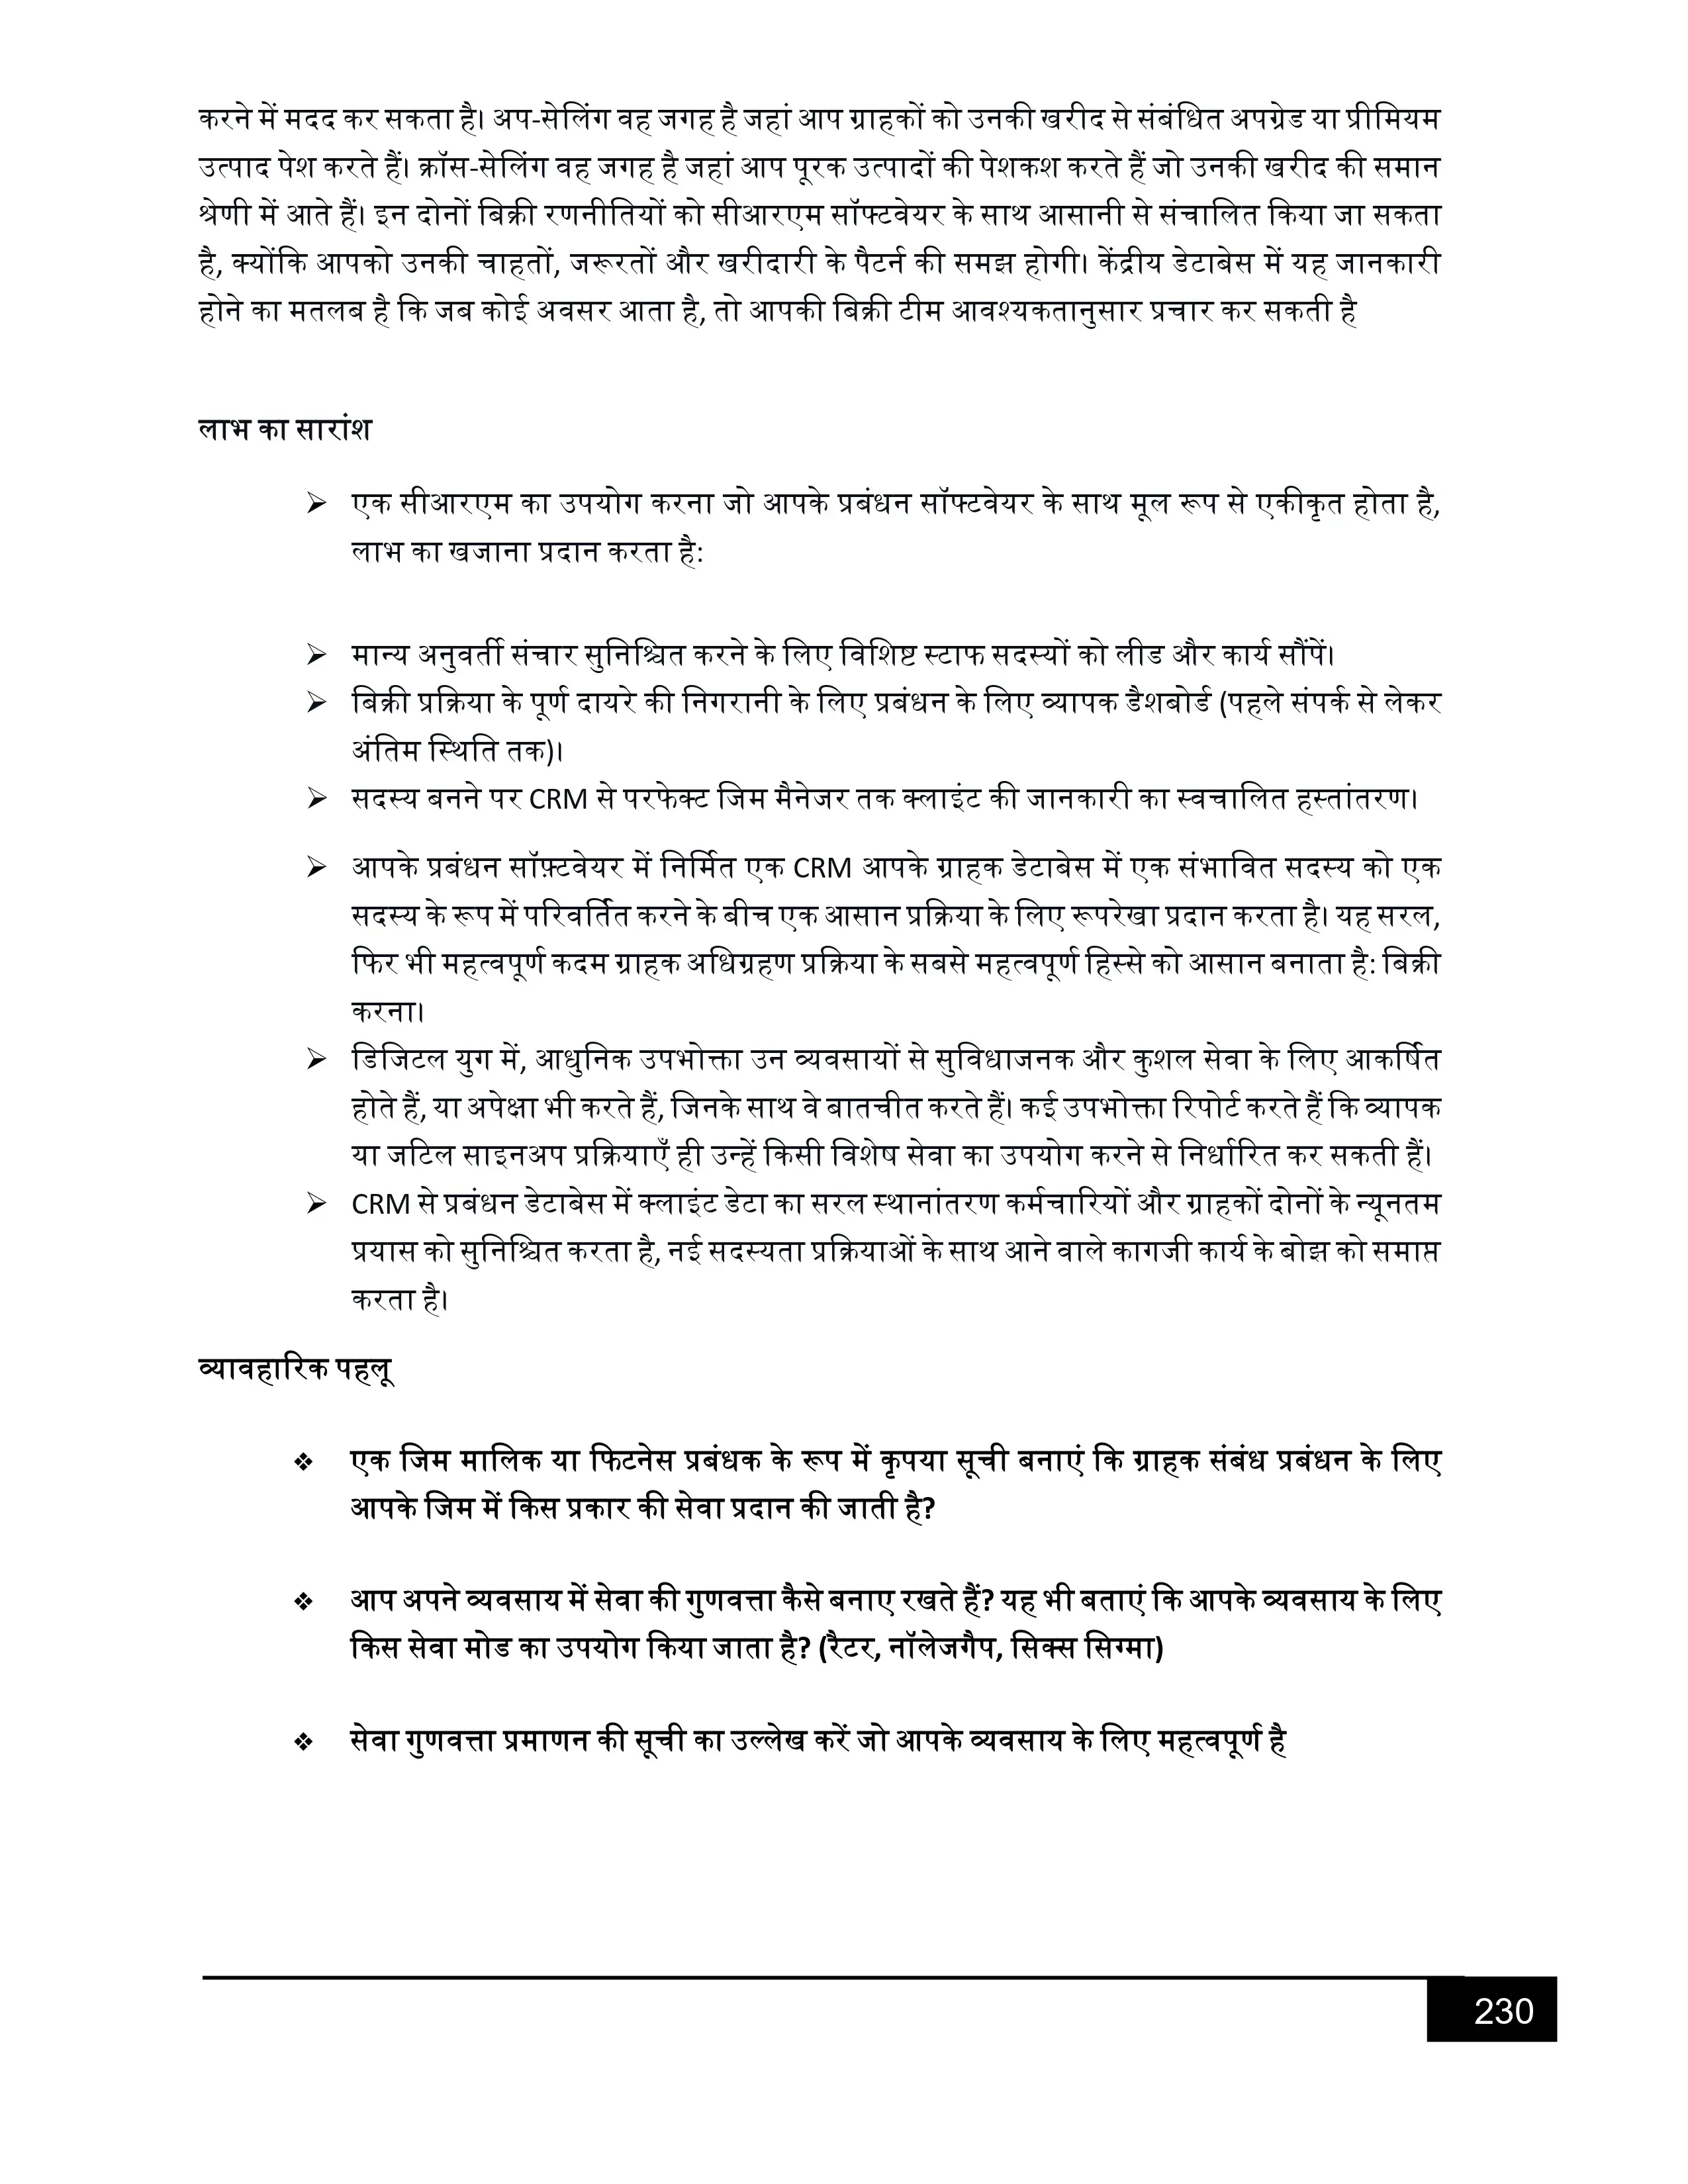 करने में मदद कर सकता है। अप-सेलिंग वह जगह है जहां आप ग्राहकों को उनकी खरीद से संबंधित अपग्रेड या प्रीमियम
उत्पाद पेश करते हैं। क्रॉस-सेलिंग वह जगह है जहां आप पूरक उत्पादों की पेशकश करते हैं जो उनकी खरीद की समान
श्रेणी में आते हैं। इन दोनों बिक्री रणनीतियों को सीआरएम सॉफ्टवेयर के साथ आसानी से संचालित किया जा सकता
है, क्योंकि आपको उनकी चाहतों, जरूरतों और खरीदारी के पैटर्न की समझ होगी। केंद्रीय डेटाबेस में यह जानकारी
होने का मतलब है कि जब कोई अवसर आता है, तो आपकी बिक्री टीम आवश्यकतानुसार प्रचार कर सकती है
लाभ का सारांश
➢ एक सीआरएम का उपयोग करना जो आपके प्रबंधन सॉफ्टवेयर के साथ मूल रूप से एकीकृत होता है,
लाभ का खजाना प्रदान करता है:
➢ मान्य अनुवर्ती संचार सुनिश्चित करने के लिए विशिष्ट स्टाफ सदस्यों को लीड और कार्य सौंपें।
➢ बिक्री प्रक्रिया के पूर्ण दायरे की निगरानी के लिए प्रबंधन के लिए व्यापक डैशबोर्ड (पहले संपर्क से लेकर
अंतिम स्थिति तक)।
➢ सदस्य बनने पर CRM से परफेक्ट जिम मैनेजर तक क्लाइंट की जानकारी का स्वचालित हस्तांतरण।
➢ आपके प्रबंधन सॉफ़्टवेयर में निर्मित एक CRM आपके ग्राहक डेटाबेस में एक संभावित सदस्य को एक
सदस्य के रूप में परिवर्तित करने के बीच एक आसान प्रक्रिया के लिए रूपरेखा प्रदान करता है। यह सरल,
फिर भी महत्वपूर्ण कदम ग्राहक अधिग्रहण प्रक्रिया के सबसे महत्वपूर्ण हिस्से को आसान बनाता है: बिक्री
करना।
➢ डिजिटल युग में, आधुनिक उपभोक्ता उन व्यवसायों से सुविधाजनक और कुशल सेवा के लिए आकर्षित
होते हैं, या अपेक्षा भी करते हैं, जिनके साथ वे बातचीत करते हैं। कई उपभोक्ता रिपोर्ट करते हैं कि व्यापक
या जटिल साइनअप प्रक्रियाएँ ही उन्हें किसी विशेष सेवा का उपयोग करने से निर्धारित कर सकती हैं।
➢ CRM से प्रबंधन डेटाबेस में क्लाइंट डेटा का सरल स्थानांतरण कर्मचारियों और ग्राहकों दोनों के न्यूनतम
प्रयास को सुनिश्चित करता है, नई सदस्यता प्रक्रियाओं के साथ आने वाले कागजी कार्य के बोझ को समाप्त
करता है।
व्यावहारिक पहलू
❖ एक जिम मालिक या फिटनेस प्रबंधक के रूप में कृपया सूची बनाएं कि ग्राहक संबंध प्रबंधन के लिए
आपके जिम में किस प्रकार की सेवा प्रदान की जाती है?
❖ आप अपने व्यवसाय में सेवा की गुणवत्ता कैसे बनाए रखते हैं? यह भी बताएं कि आपके व्यवसाय के लिए
किस सेवा मोड का उपयोग किया जाता है? (रैटर, नॉलेजगैप, सिक्स सिग्मा)
❖ सेवा गुणवत्ता प्रमाणन की सूची का उल्लेख करें जो आपके व्यवसाय के लिए महत्वपूर्ण है
230